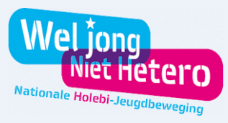 Wel jong
Niet Hetero
Nationale Holebi-Jeugdbeweging